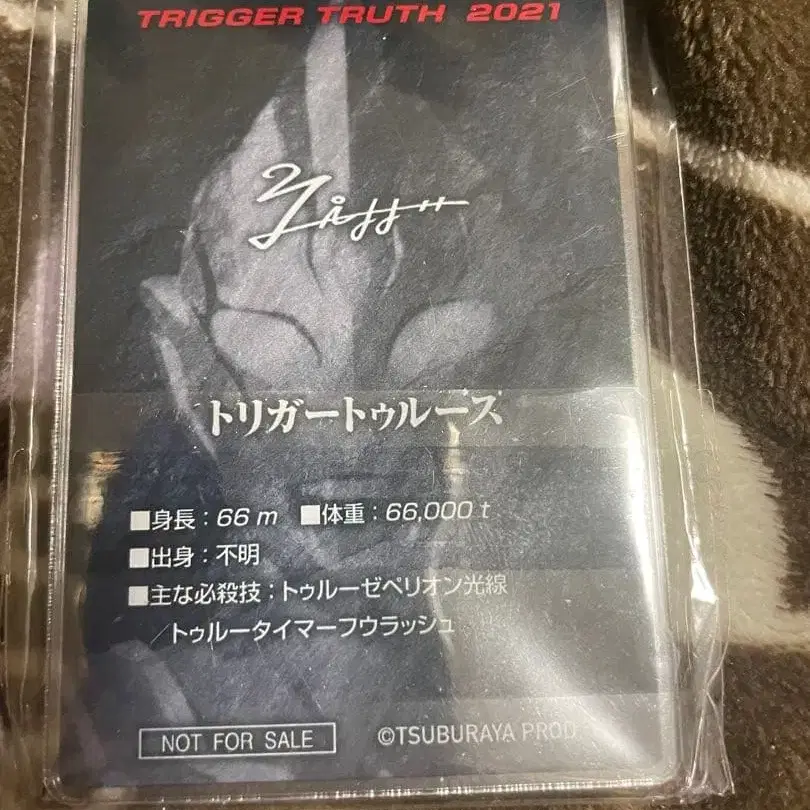 TRIGGER TRUTH 2021
トリガートゥルース
■身長：66 m ■体重：66,000 t
■出身：不明
■主な必殺技：トゥルーゼペリオン光線
／トゥルータイマーフウラッシュ
NOT FOR SALE ©TSUBURAYA PROD